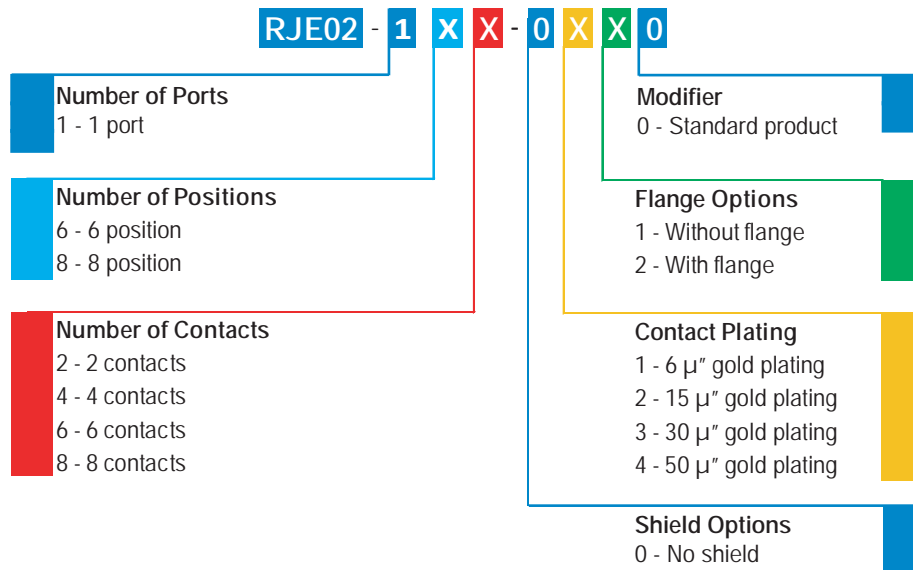 RJE02 - 1 X X - 0 X X 0
Number of Ports
1 - 1 port
Number of Positions
6 - 6 position
8 - 8 position
Number of Contacts
2 - 2 contacts
4 - 4 contacts
6 - 6 contacts
8 - 8 contacts
Modifier
0 - Standard product
Flange Options
1 - Without flange
2 - With flange
Contact Plating
1 - 6 µ” gold plating
2 - 15 µ” gold plating
3 - 30 µ” gold plating
4 - 50 µ” gold plating
Shield Options
0 - No shield